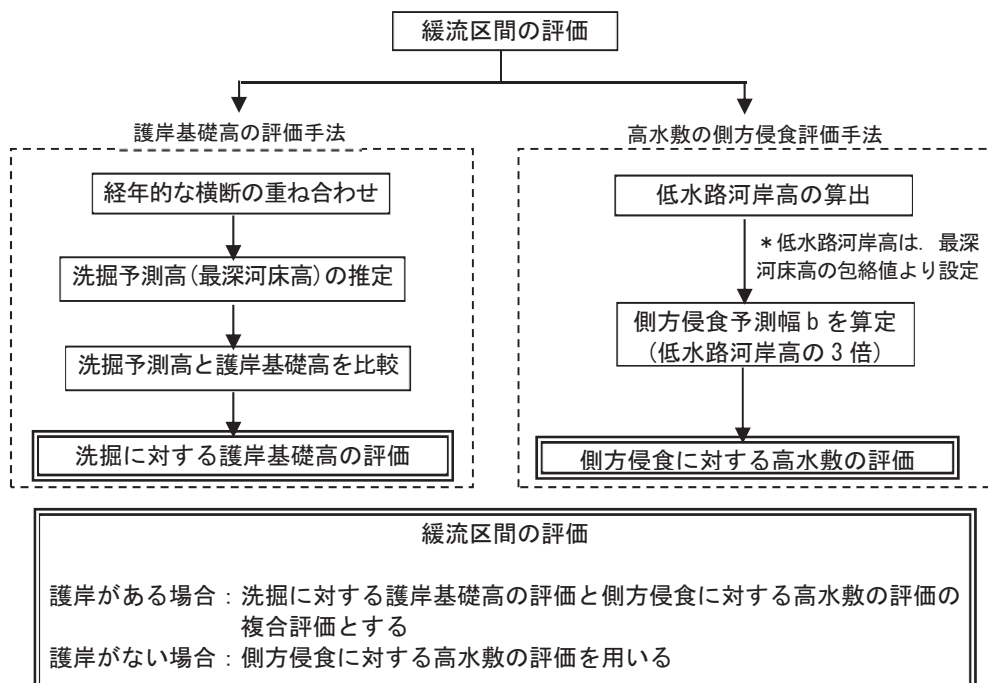 緩流区間の評価
護岸基礎高の評価手法
経年的な横断の重ね合わせ
洗掘予測高(最深河床高)の推定
洗掘予測高と護岸基礎高を比較
洗掘に対する護岸基礎高の評価
高水敷の側方侵食評価手法
低水路河岸高の算出
*低水路河岸高は．最深
河床高の包絡値より設定
側方侵食予測幅 b を算定
(低水路河岸高の 3 倍)
側方侵食に対する高水敷の評価
緩流区間の評価
護岸がある場合：洗掘に対する護岸基礎高の評価と側方侵食に対する高水敷の評価の
複合評価とする
護岸がない場合：側方侵食に対する高水敷の評価を用いる